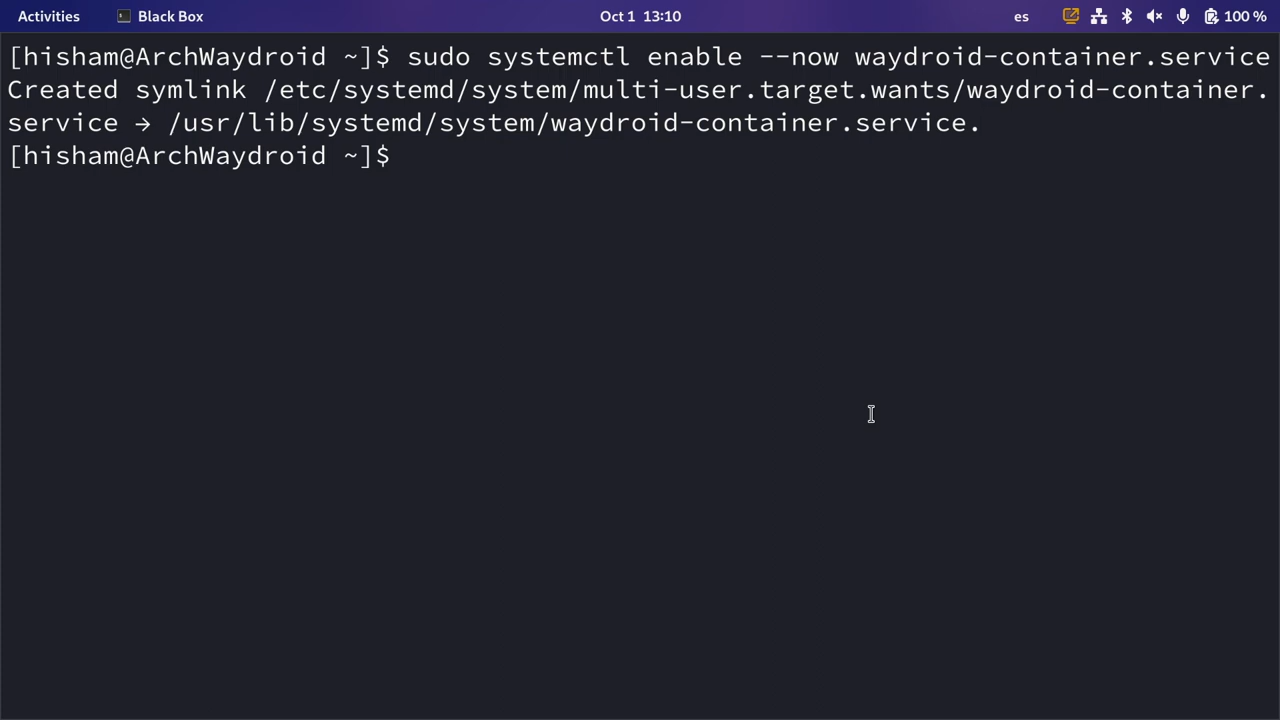 Activities Black Box Oct 1 13:10 es 100 %
[hisham@ArchWaydroid ~]$ sudo systemctl enable --now waydroid-container.service
Created symlink /etc/systemd/system/multi-user.target.wants/waydroid-container.
service → /usr/lib/systemd/system/waydroid-container.service.
[hisham@ArchWaydroid ~]$